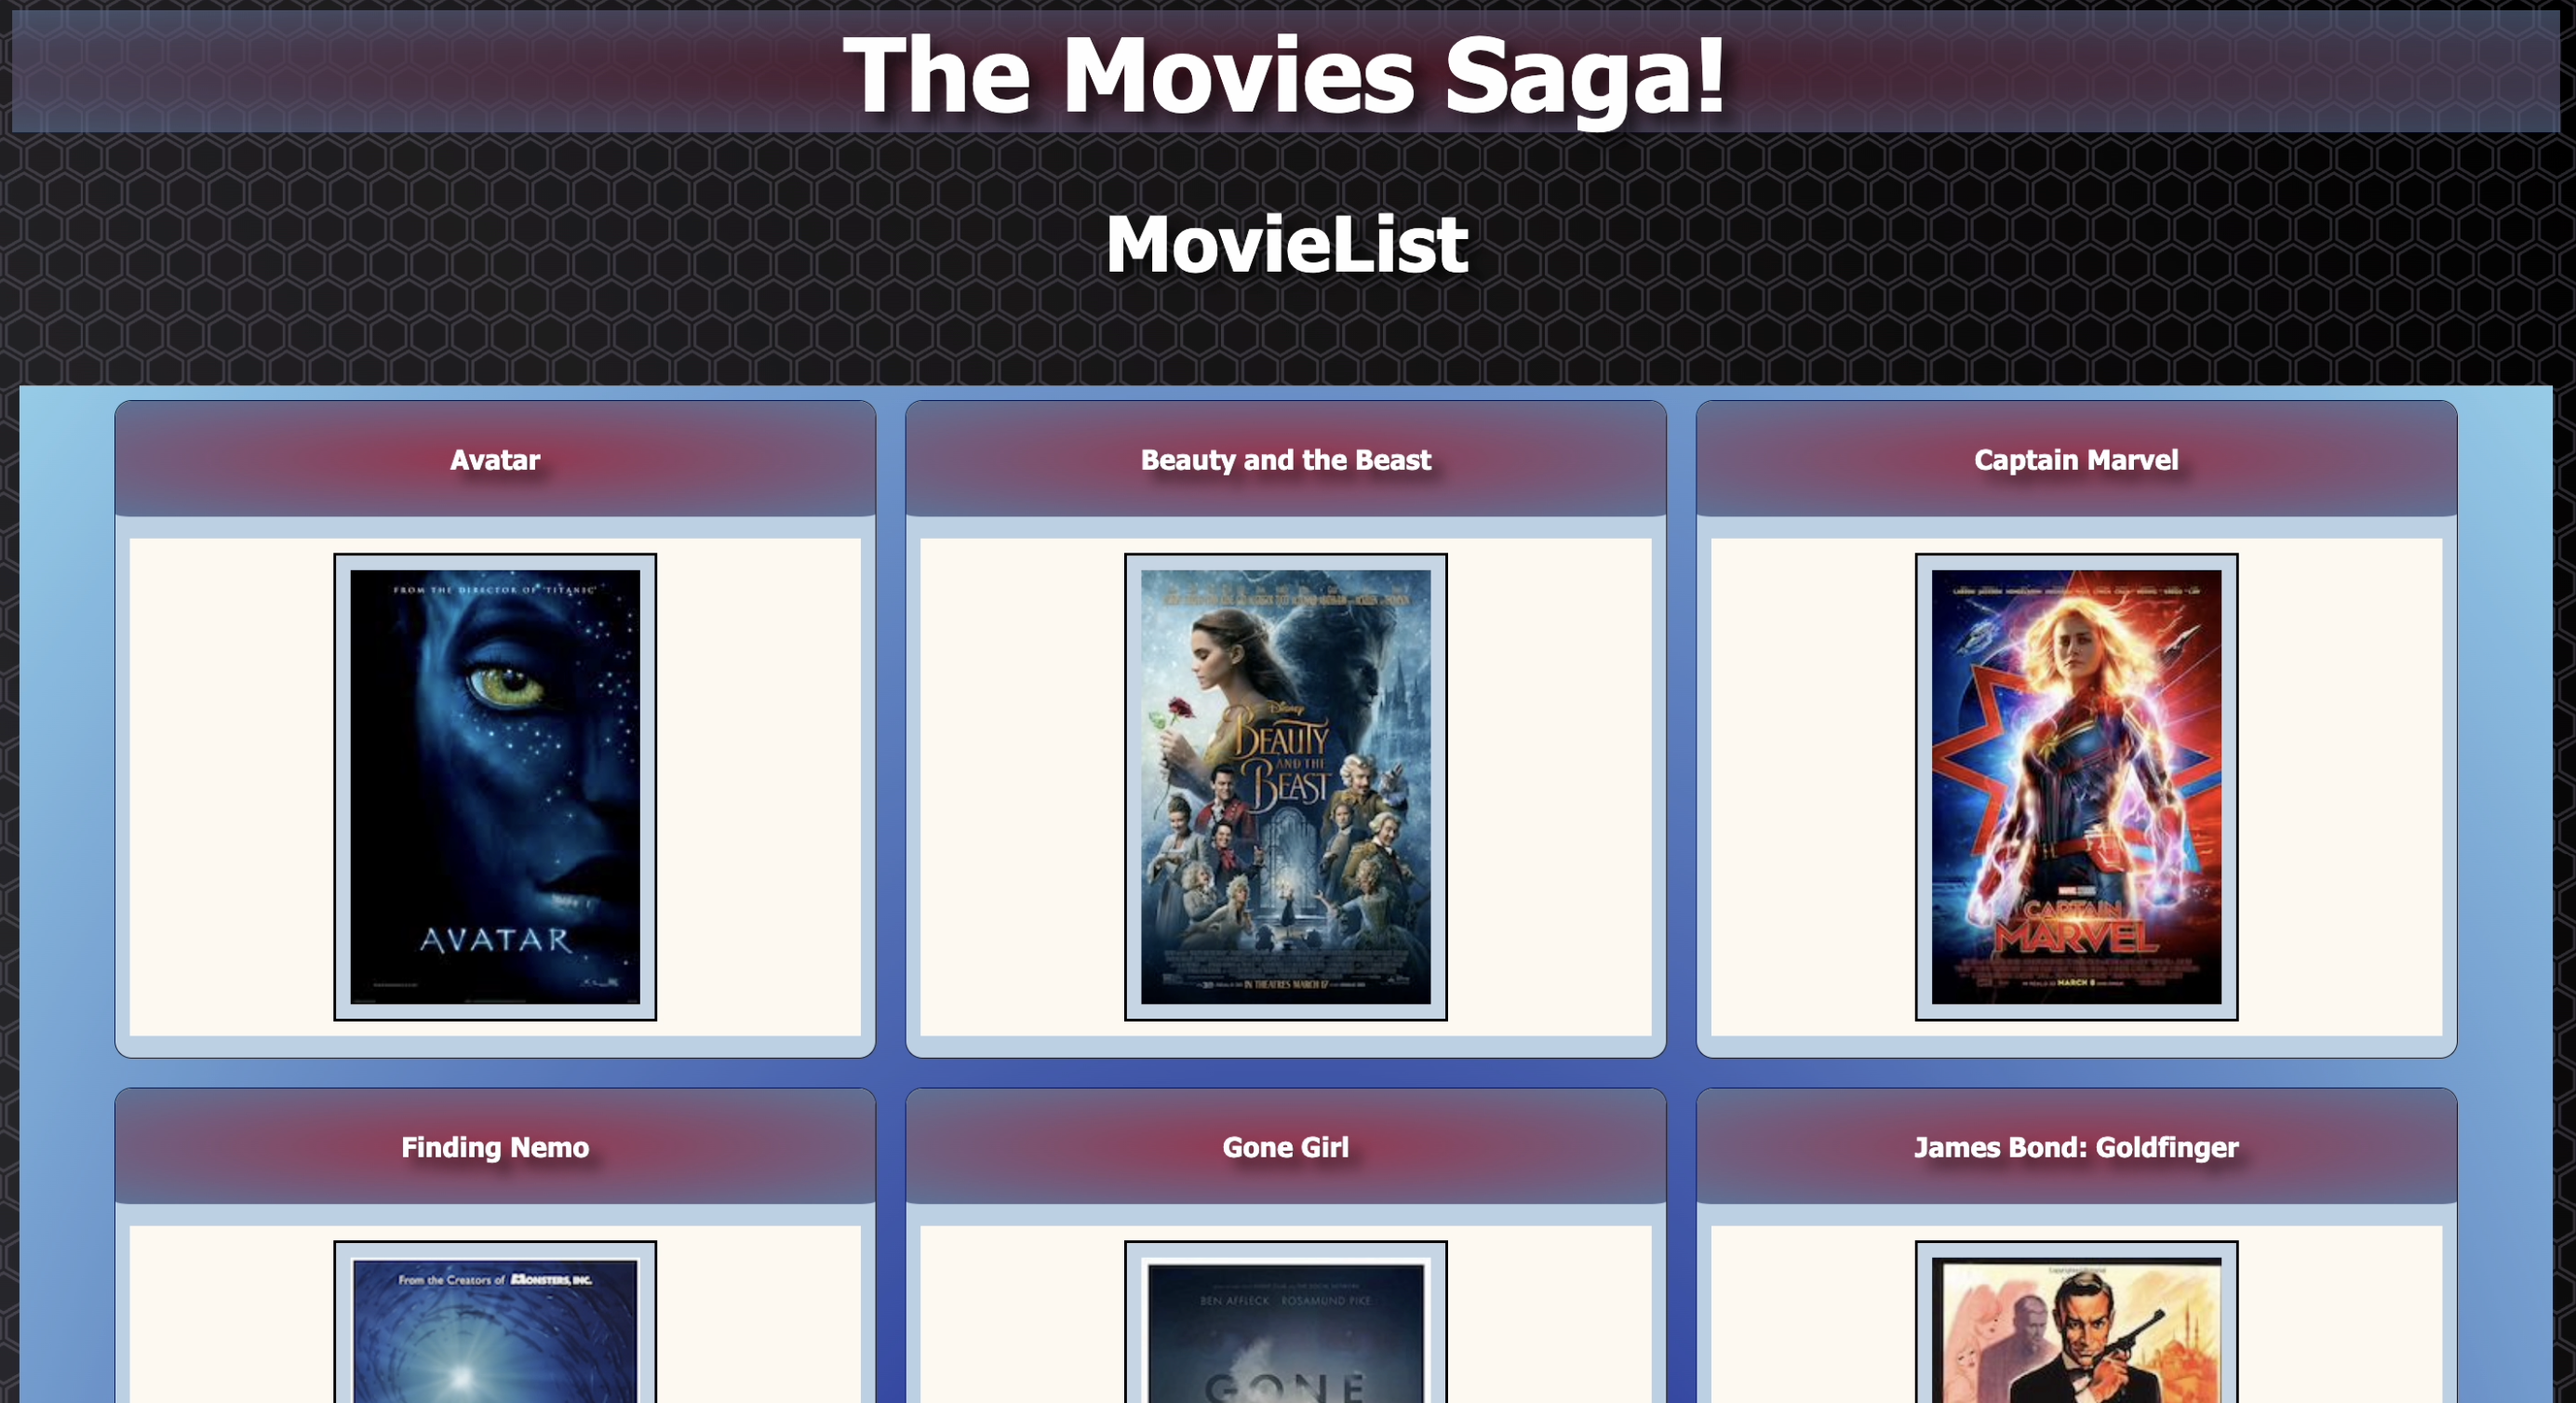 The Movies Saga!
MovieList
Avatar
Beauty and the Beast
Captain Marvel
FROM THE DIRECTOR OF 'TITANIC'
AVATAR
Disney
BEAUTY
AND THE
BEAST
IN THEATRES MARCH 17
CAPTAIN
MARVEL
MARCH 8
Finding Nemo
Gone Girl
James Bond: Goldfinger
From the Creators of MONSTERS, INC.
BEN AFFLECK ROSAMUND PIKE
GONE